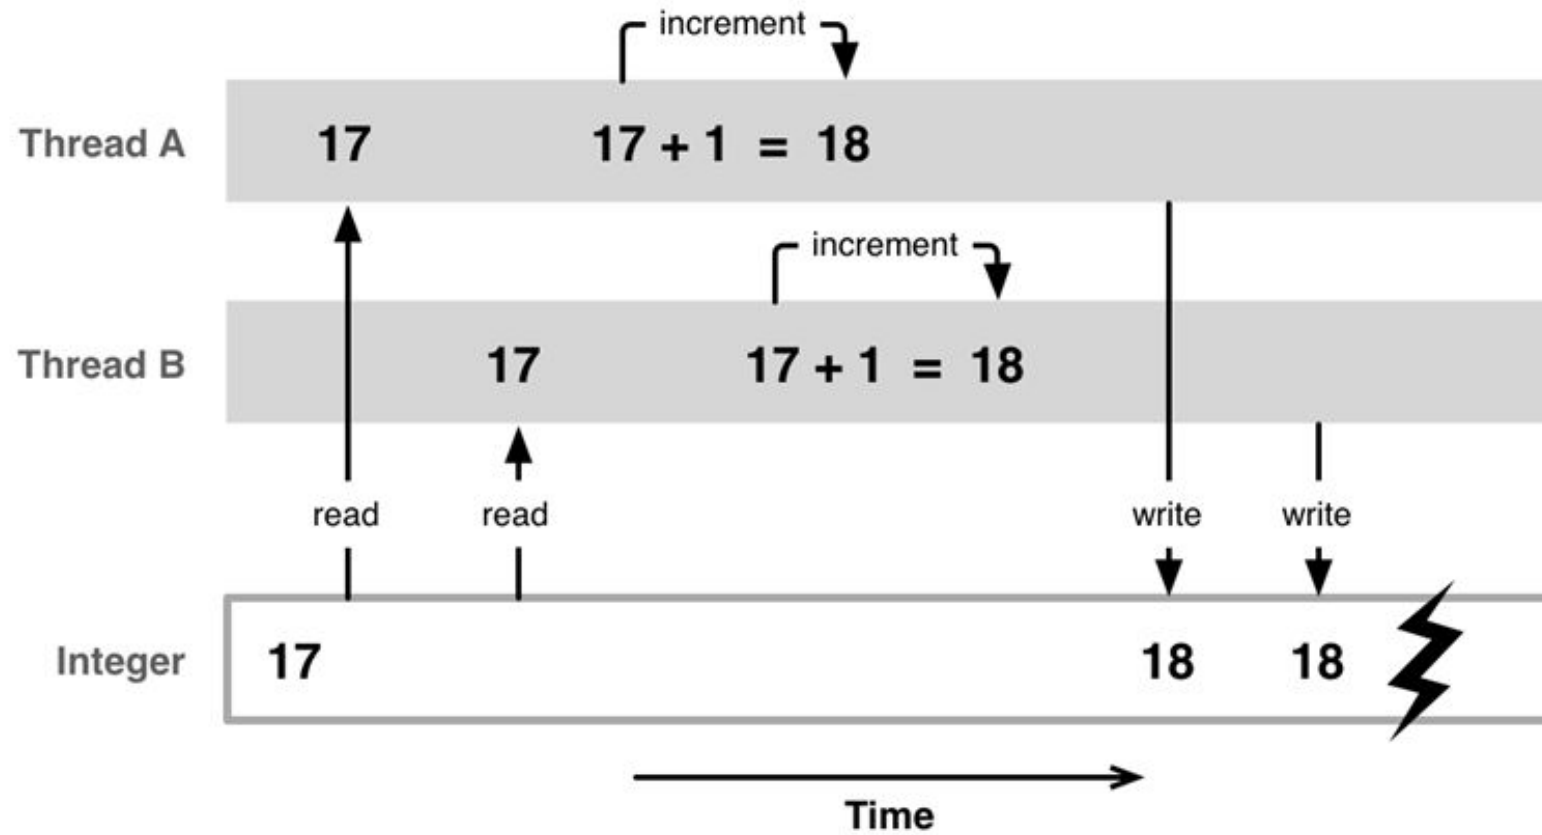 increment
Thread A 17 17 + 1 = 18
increment
Thread B 17 17 + 1 = 18
read read write write
Integer 17 18 18
Time